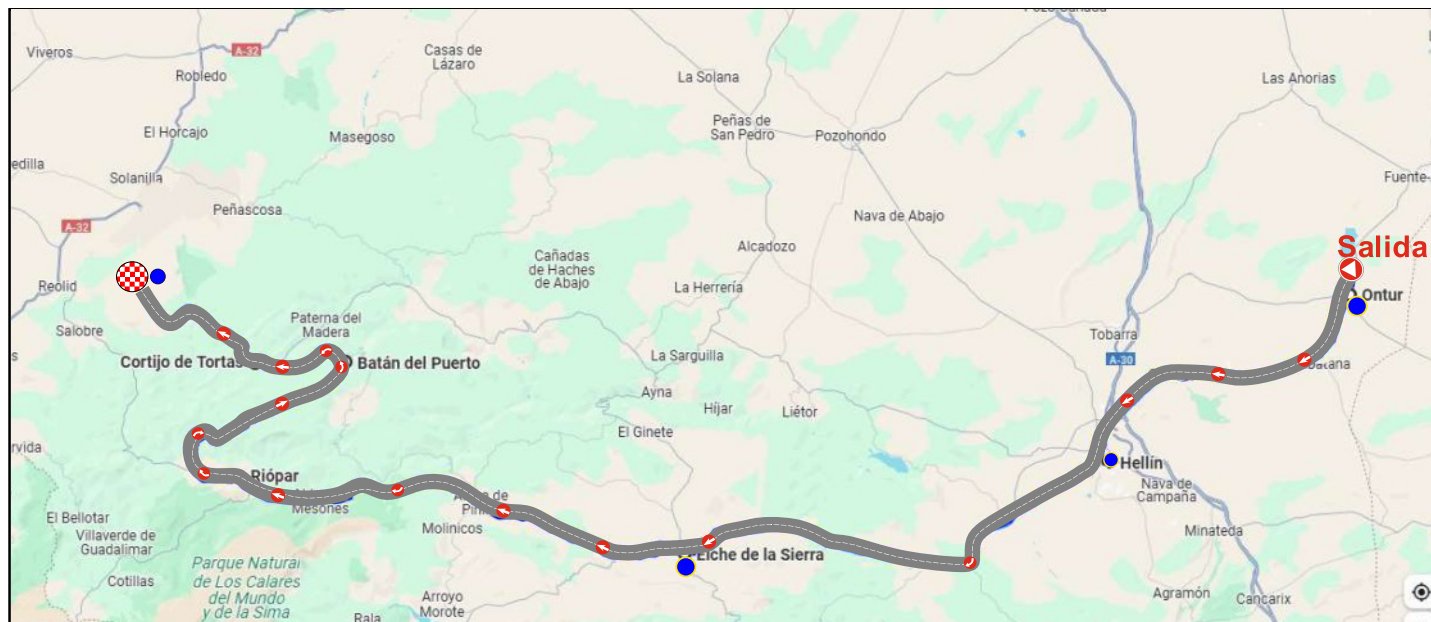 Pozo Cañada
Viveros
A-32
Casas de
Lázaro
Robledo
La Solana
Las Anorias
El Horcajo
Masegoso
Peñas de
San Pedro
Pozohondo
edilla
Solanilla
Fuente-
Peñascosa
A-32
Nava de Abajo
Alcadozo
Salida
Cañadas
de Haches
de Abajo
Reolid
La Herrería
Ontur
Salobre
Paterna del
Madera
Tobarra
A-30
La Sarguilla
Cortijo de Tortas
Batán del Puerto
Ayna
Híjar
Liétor
El Ginete
rvida
Riópar
Hellín
Nava de
Campaña
Mesones
El Bellotar
Molinicos
Villaverde de
Guadalimar
Minateda
Elche de la Sierra
Parque Natural
de Los Calares
del Mundo
y de la Sima
Cotillas
Arroyo
Morote
Agramón
Cancarix
Rala